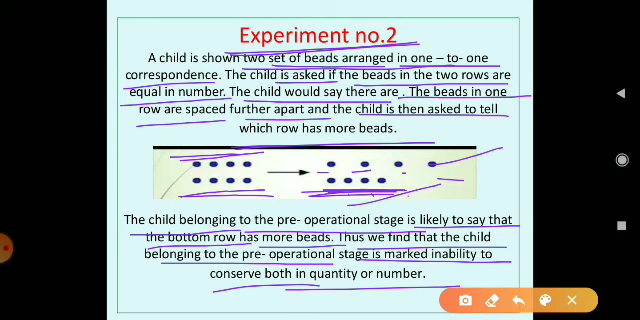 Experiment no.2
A child is shown two set of beads arranged in one – to- one
correspondence. The child is asked if the beads in the two rows are
equal in number. The child would say there are . The beads in one
row are spaced further apart and the child is then asked to tell
which row has more beads.
The child belonging to the pre- operational stage is likely to say that
the bottom row has more beads. Thus we find that the child
belonging to the pre- operational stage is marked inability to
conserve both in quantity or number.